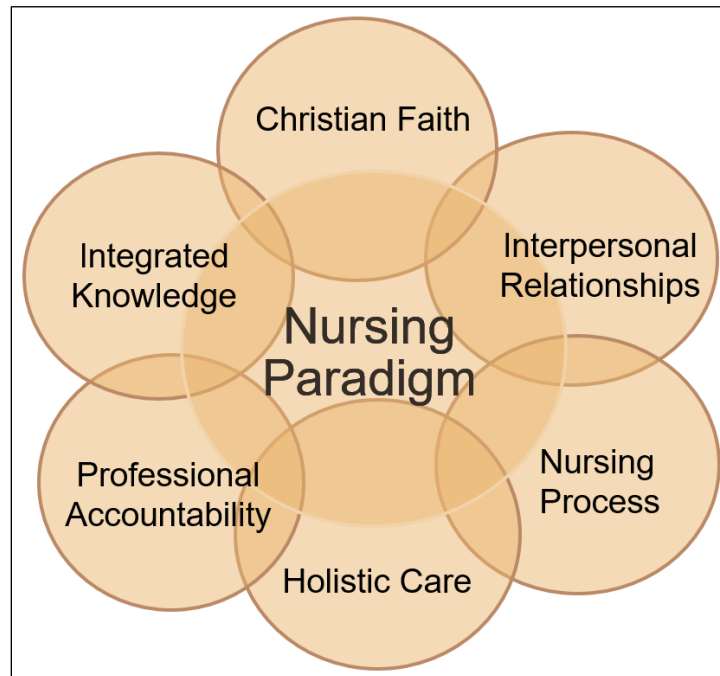 Christian Faith
Interpersonal
Relationships
Integrated
Knowledge
Nursing
Paradigm
Nursing
Process
Professional
Accountability
Holistic Care